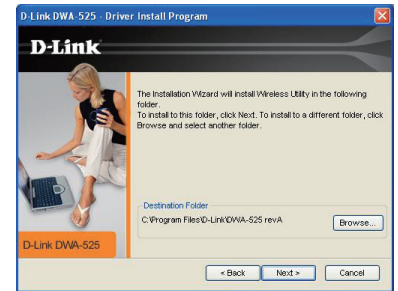 D-Link DWA-525 - Driver Install Program
D-Link
The Installation Wizard will install Wireless Utility in the following
folder.
To install to this folder, click Next. To install to a different folder, click
Browse and select another folder.
Destination Folder
C:\Program Files\D-Link\DWA-525 revA
Browse...
D-Link DWA-525
< Back
Next >
Cancel